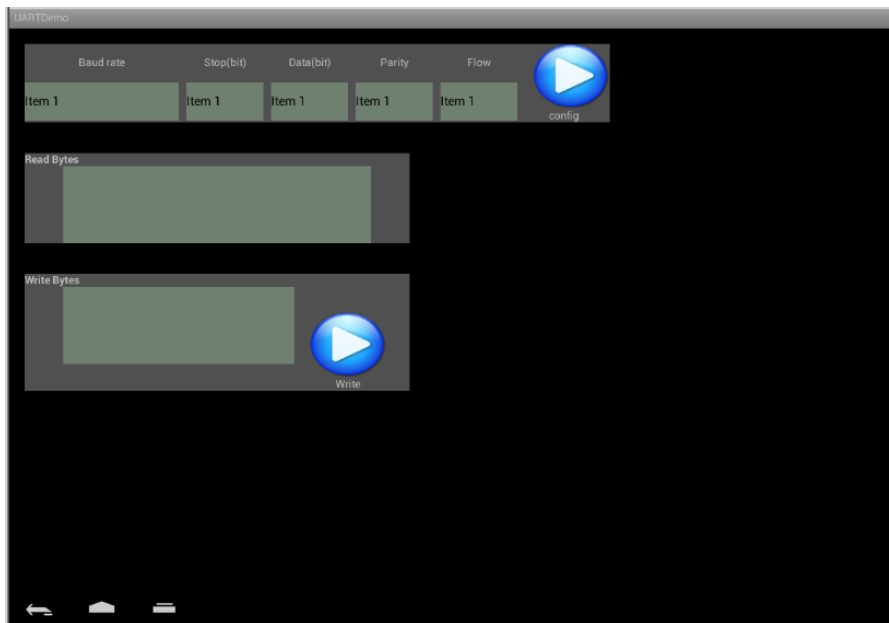 UARTDemo
Baud rate Stop(bit) Data(bit) Parity Flow
Item 1 Item 1 Item 1 Item 1 Item 1
config
Read Bytes
Write Bytes
Write